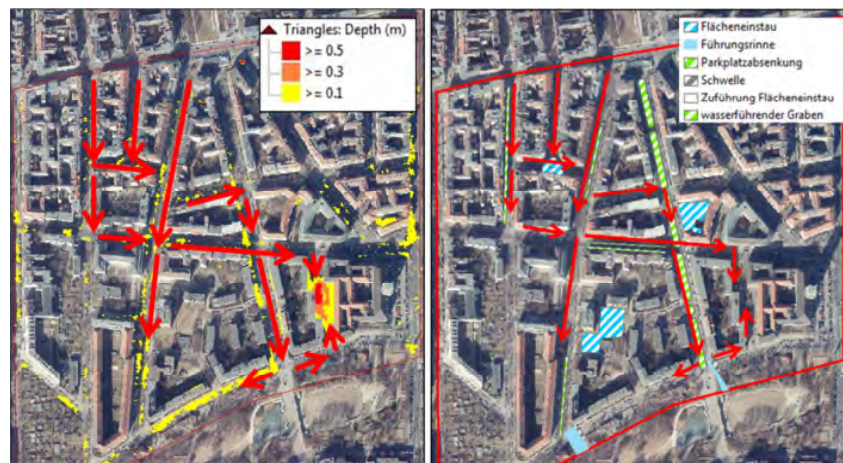 Triangles: Depth (m)
>= 0.5
>= 0.3
>= 0.1
Flächeneinstau
Führungsrinne
Parkplatzabsenkung
Schwelle
Zuführung Flächeneinstau
wasserführender Graben